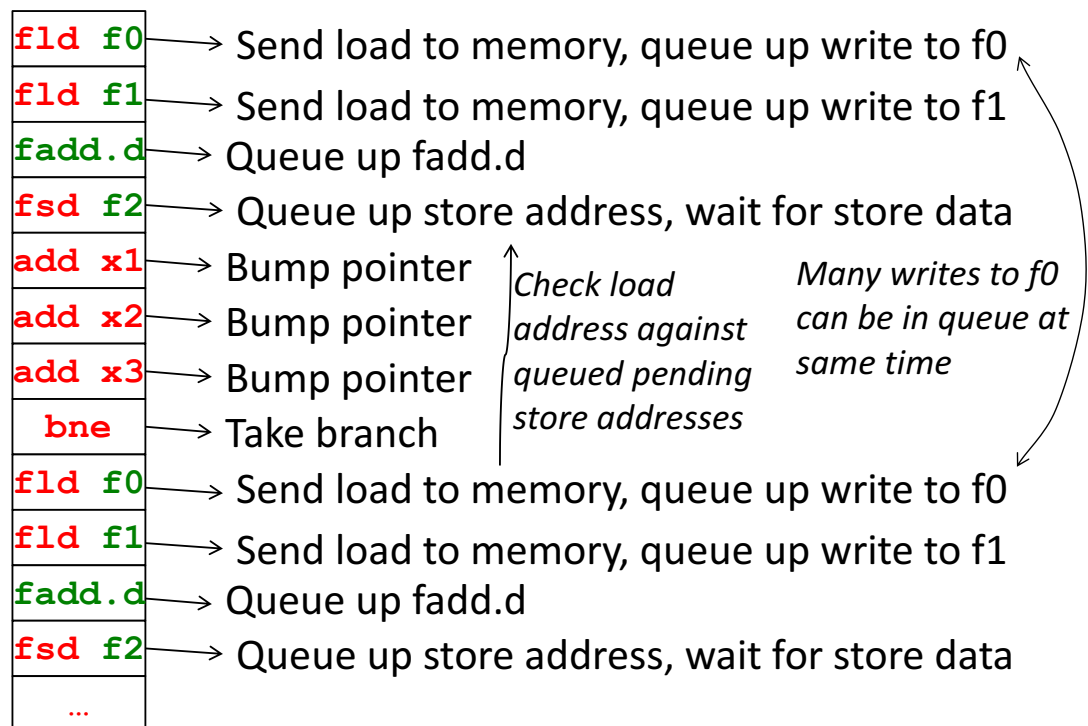 fld f0 Send load to memory, queue up write to f0
fld f1 Send load to memory, queue up write to f1
fadd.d Queue up fadd.d
fsd f2 Queue up store address, wait for store data
add x1 Bump pointer
add x2 Bump pointer
add x3 Bump pointer
bne Take branch
Check load
address against
queued pending
store addresses
Many writes to f0
can be in queue at
same time
fld f0 Send load to memory, queue up write to f0
fld f1 Send load to memory, queue up write to f1
fadd.d Queue up fadd.d
fsd f2 Queue up store address, wait for store data
…